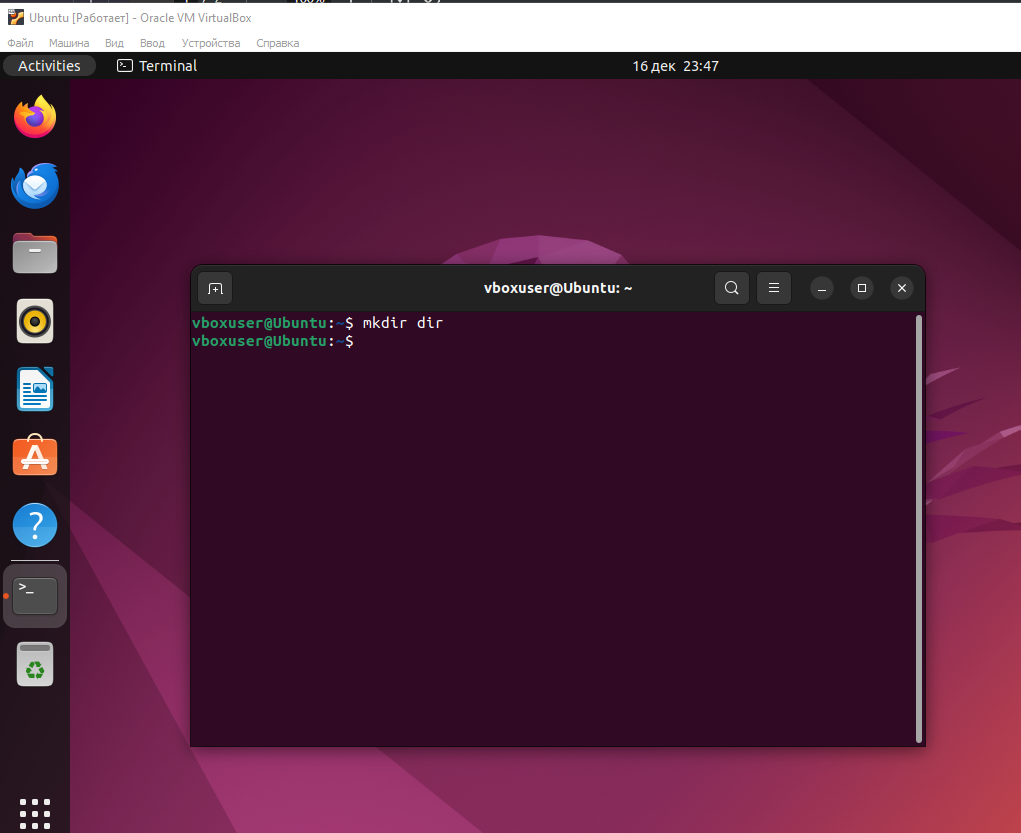 Ubuntu [Работает] - Oracle VM VirtualBox
Файл Машина Вид Ввод Устройства Справка
Activities Terminal 16 дек 23:47
vboxuser@Ubuntu: ~
vboxuser@Ubuntu:~$ mkdir dir
vboxuser@Ubuntu:~$